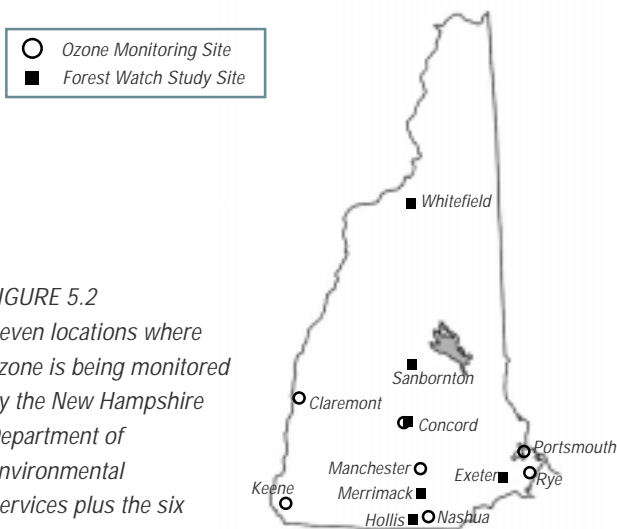 Ozone Monitoring Site
Forest Watch Study Site
Whitefield
IGURE 5.2
even locations where
zone is being monitored
y the New Hampshire
epartment of
nvironmental
ervices plus the six
Sanbornton
Claremont
Concord
Portsmouth
Manchester
Exeter
Rye
Keene
Merrimack
Hollis
Nashua